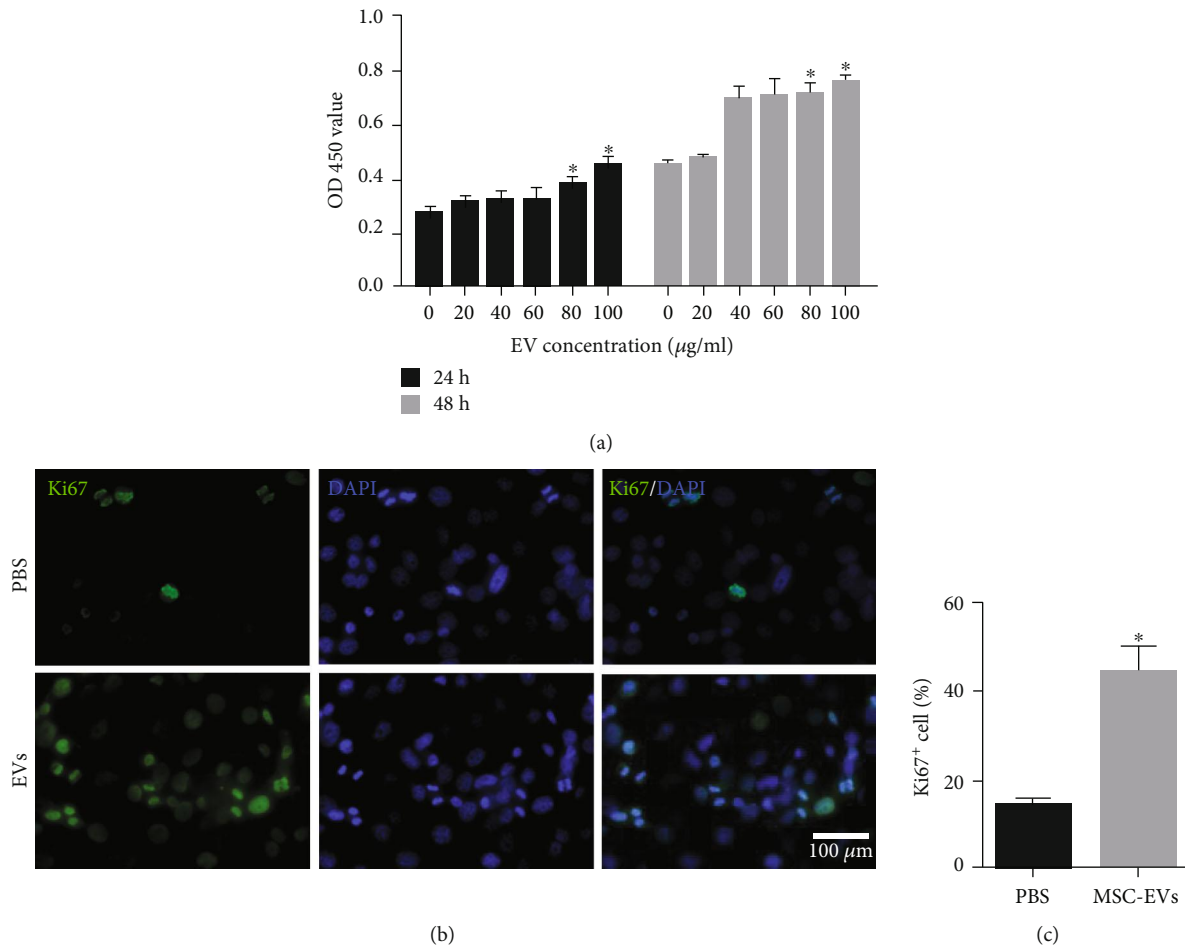 1.0
0.8
0.6
0.4
0.2
0.0
OD 450 value
* * * *
0 20 40 60 80 100 0 20 40 60 80 100
EV concentration (μg/ml)
24 h
48 h
(a)
Ki67 DAPI Ki67/DAPI
PBS
EVs
100 μm
(b)
60
40
20
0
Ki67⁺ cell (%)
*
PBS MSC-EVs
(c)